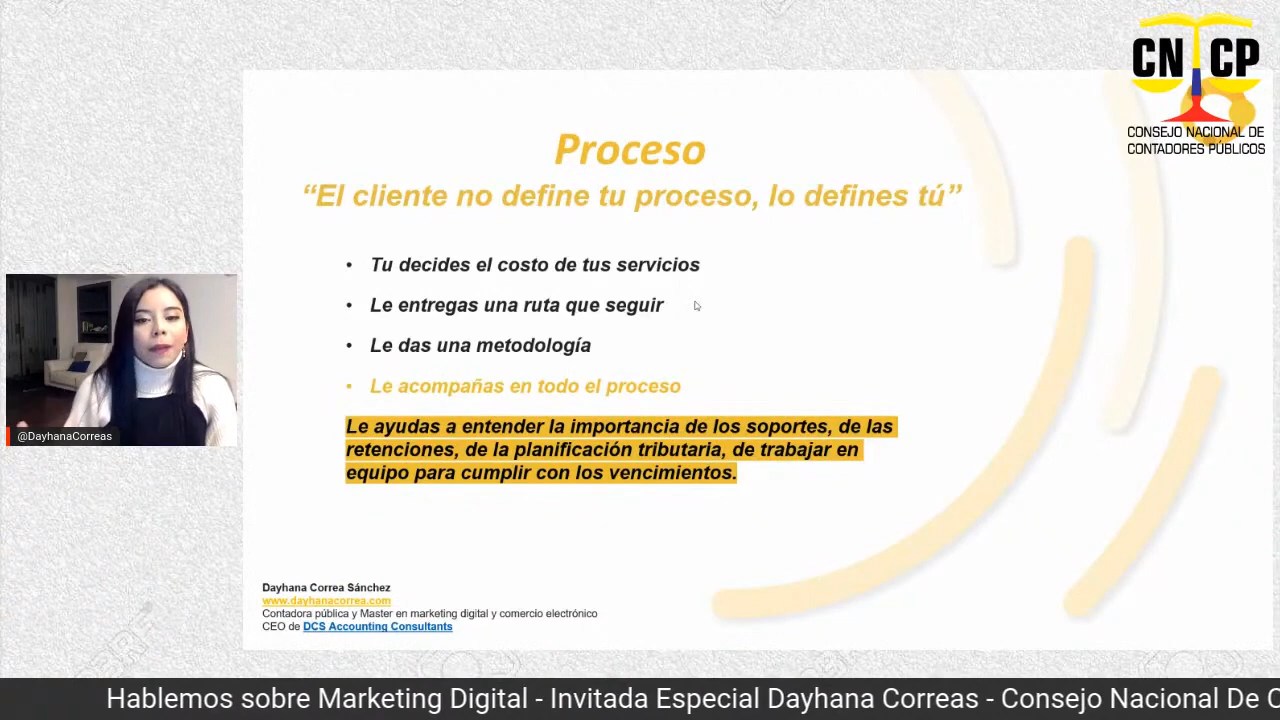 CN CP
CONSEJO NACIONAL DE
CONTADORES PÚBLICOS
Proceso
“El cliente no define tu proceso, lo defines tú”
• Tu decides el costo de tus servicios
• Le entregas una ruta que seguir
• Le das una metodología
• Le acompañas en todo el proceso
Le ayudas a entender la importancia de los soportes, de las
retenciones, de la planificación tributaria, de trabajar en
equipo para cumplir con los vencimientos.
@DayhanaCorreas
Dayhana Correa Sánchez
www.dayhanacorrea.com
Contadora pública y Master en marketing digital y comercio electrónico
CEO de DCS Accounting Consultants
Hablemos sobre Marketing Digital - Invitada Especial Dayhana Correas - Consejo Nacional De C